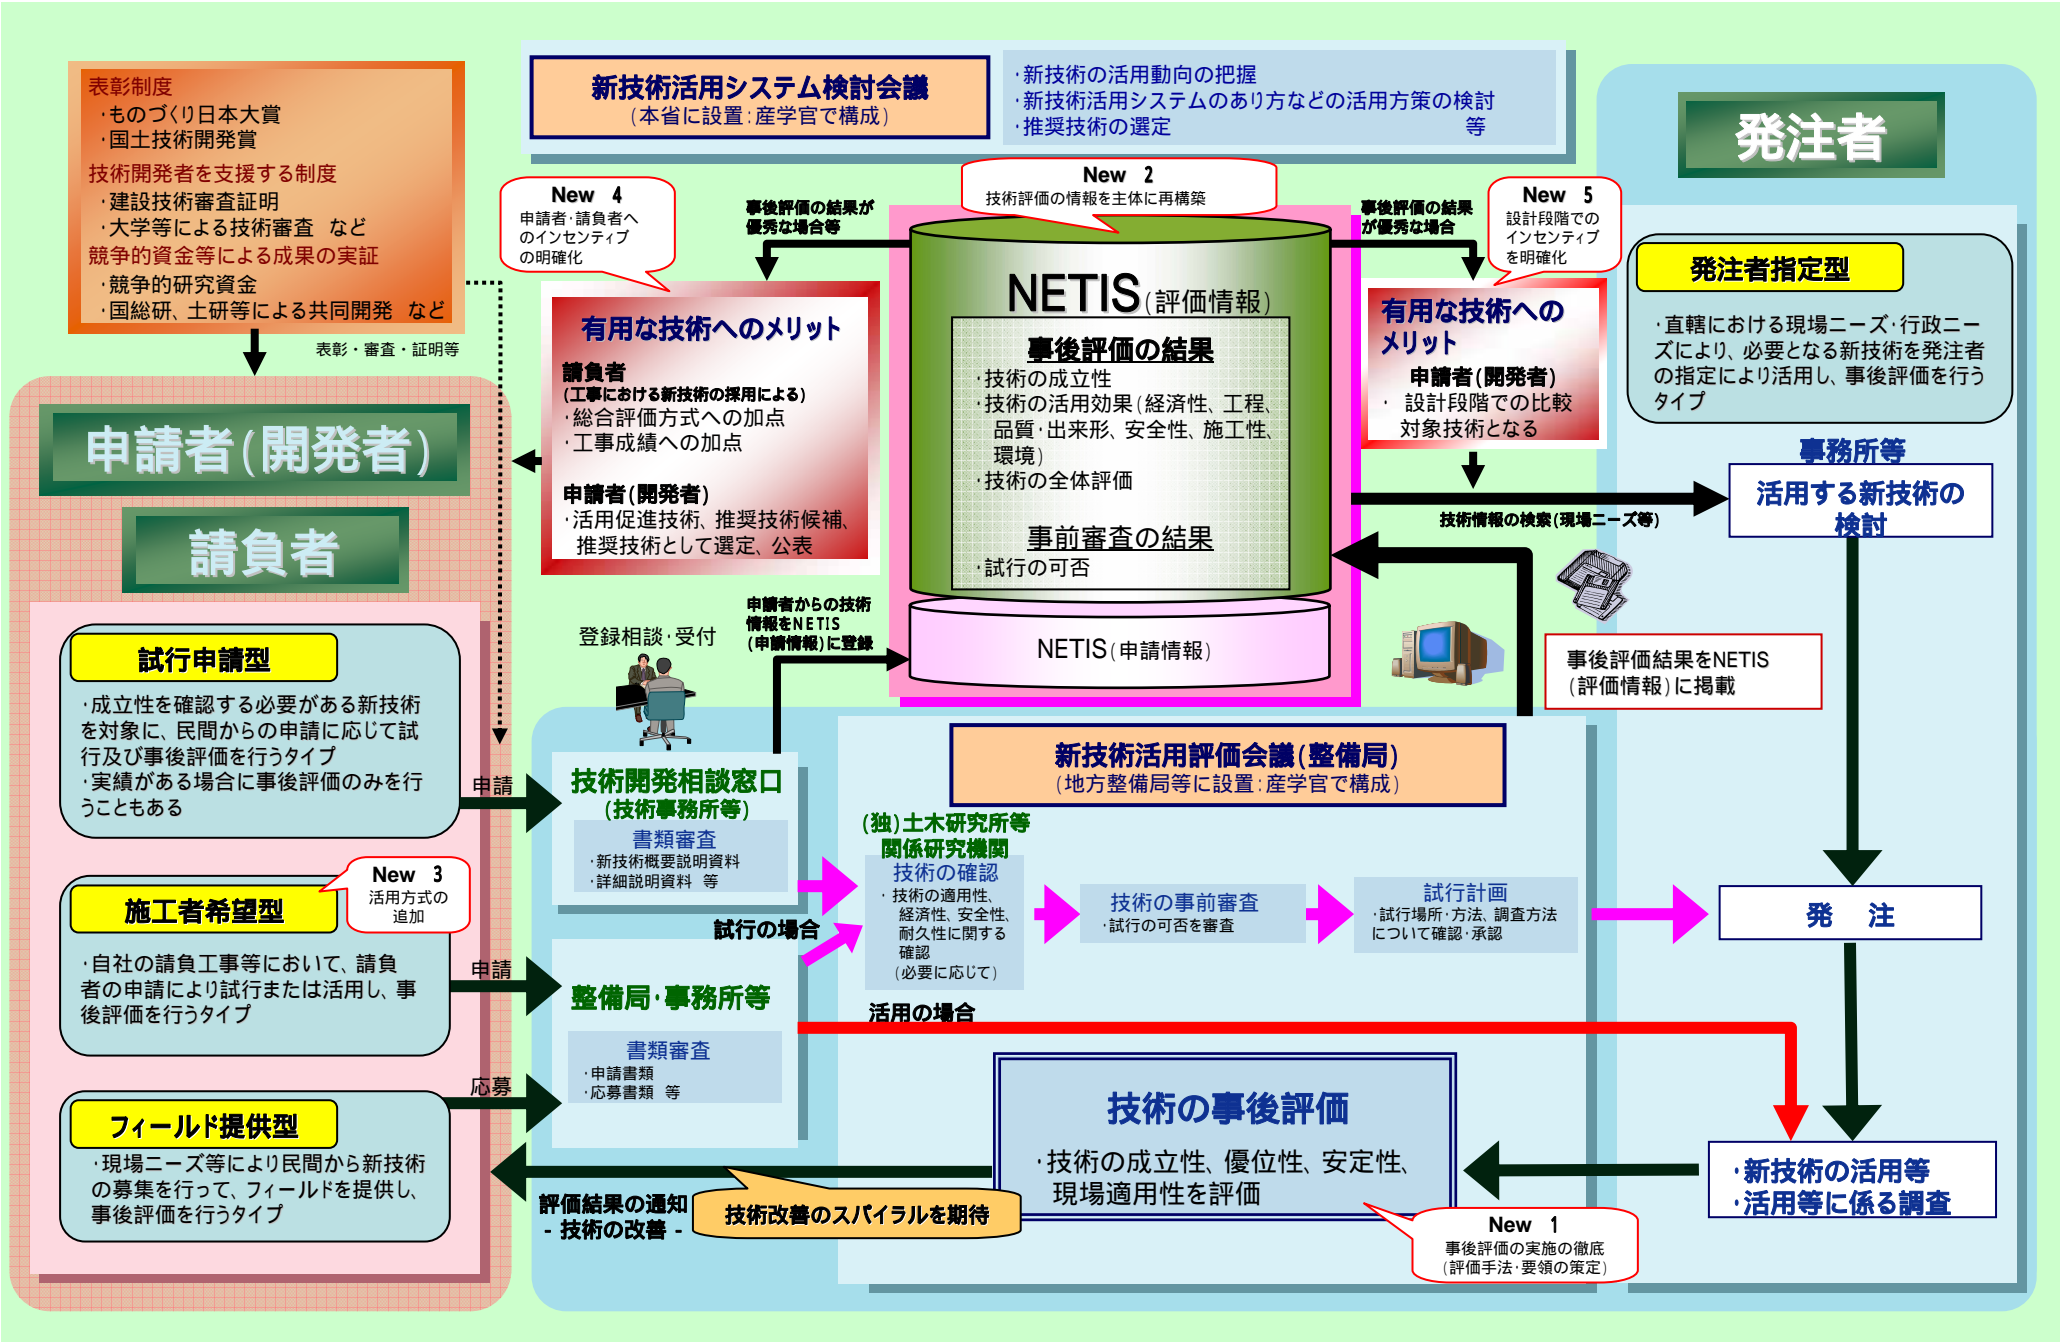 表彰制度
・ものづくり日本大賞
・国土技術開発賞
技術開発者を支援する制度
・建設技術審査証明
・大学等による技術審査 など
競争的資金等による成果の実証
・競争的研究資金
・国総研、土研等による共同開発 など
表彰・審査・証明等
新技術活用システム検討会議
(本省に設置:産学官で構成)
・新技術の活用動向の把握
・新技術活用システムのあり方などの活用方策の検討
・推奨技術の選定 等
発注者
New 4
申請者・請負者へ
のインセンティブ
の明確化
事後評価の結果が
優秀な場合等
New 2
技術評価の情報を主体に再構築
事後評価の結果
が優秀な場合
New 5
設計段階での
インセンティブ
を明確化
有用な技術へのメリット
請負者
(工事における新技術の採用による)
・総合評価方式への加点
・工事成績への加点
申請者(開発者)
・活用促進技術、推奨技術候補、
推奨技術として選定、公表
NETIS(評価情報)
事後評価の結果
・技術の成立性
・技術の活用効果(経済性、工程、
品質・出来形、安全性、施工性、
環境)
・技術の全体評価
事前審査の結果
・試行の可否
NETIS(申請情報)
有用な技術への
メリット
申請者(開発者)
・ 設計段階での比較
対象技術となる
発注者指定型
・直轄における現場ニーズ・行政ニー
ズにより、必要となる新技術を発注者
の指定により活用し、事後評価を行う
タイプ
事務所等
活用する新技術の
検討
技術情報の検索(現場ニーズ等)
事後評価結果をNETIS
(評価情報)に掲載
申請者(開発者)
請負者
試行申請型
・成立性を確認する必要がある新技術
を対象に、民間からの申請に応じて試
行及び事後評価を行うタイプ
・実績がある場合に事後評価のみを行
うこともある
申請
New 3
活用方式の
追加
施工者希望型
・自社の請負工事等において、請負
者の申請により試行または活用し、事
後評価を行うタイプ
申請
フィールド提供型
・現場ニーズ等により民間から新技術
の募集を行って、フィールドを提供し、
事後評価を行うタイプ
応募
登録相談・受付
申請者からの技術
情報をNETIS
(申請情報)に登録
技術開発相談窓口
(技術事務所等)
書類審査
・新技術概要説明資料
・詳細説明資料 等
整備局・事務所等
書類審査
・申請書類
・応募書類 等
新技術活用評価会議(整備局)
(地方整備局等に設置:産学官で構成)
(独)土木研究所等
関係研究機関
技術の確認
・技術の適用性、
経済性、安全性、
耐久性に関する
確認
(必要に応じて)
試行の場合
技術の事前審査
・試行の可否を審査
試行計画
・試行場所・方法、調査方法
について確認・承認
発 注
活用の場合
技術の事後評価
・技術の成立性、優位性、安定性、
現場適用性を評価
New 1
事後評価の実施の徹底
(評価手法・要領の策定)
・新技術の活用等
・活用等に係る調査
評価結果の通知
- 技術の改善 -
技術改善のスパイラルを期待